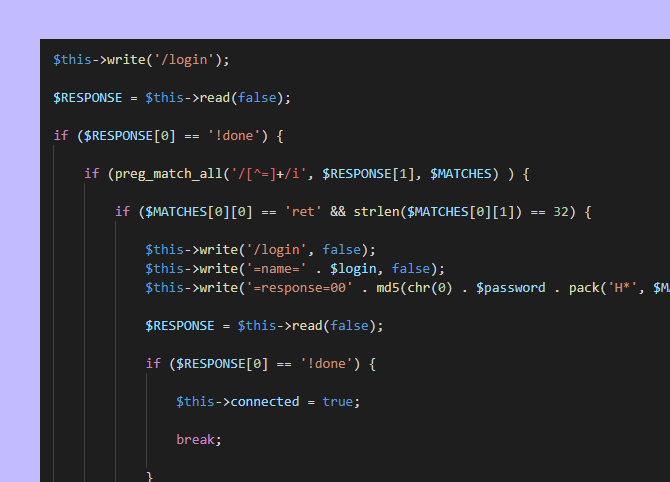 $this->write('/login');
$RESPONSE = $this->read(false);
if ($RESPONSE[0] == '!done') {
if (preg_match_all('/[^=]+/i', $RESPONSE[1], $MATCHES) ) {
if ($MATCHES[0][0] == 'ret' && strlen($MATCHES[0][1]) == 32) {
$this->write('/login', false);
$this->write('=name=' . $login, false);
$this->write('=response=00' . md5(chr(0) . $password . pack('H*', $MA
$RESPONSE = $this->read(false);
if ($RESPONSE[0] == '!done') {
$this->connected = true;
break;
}